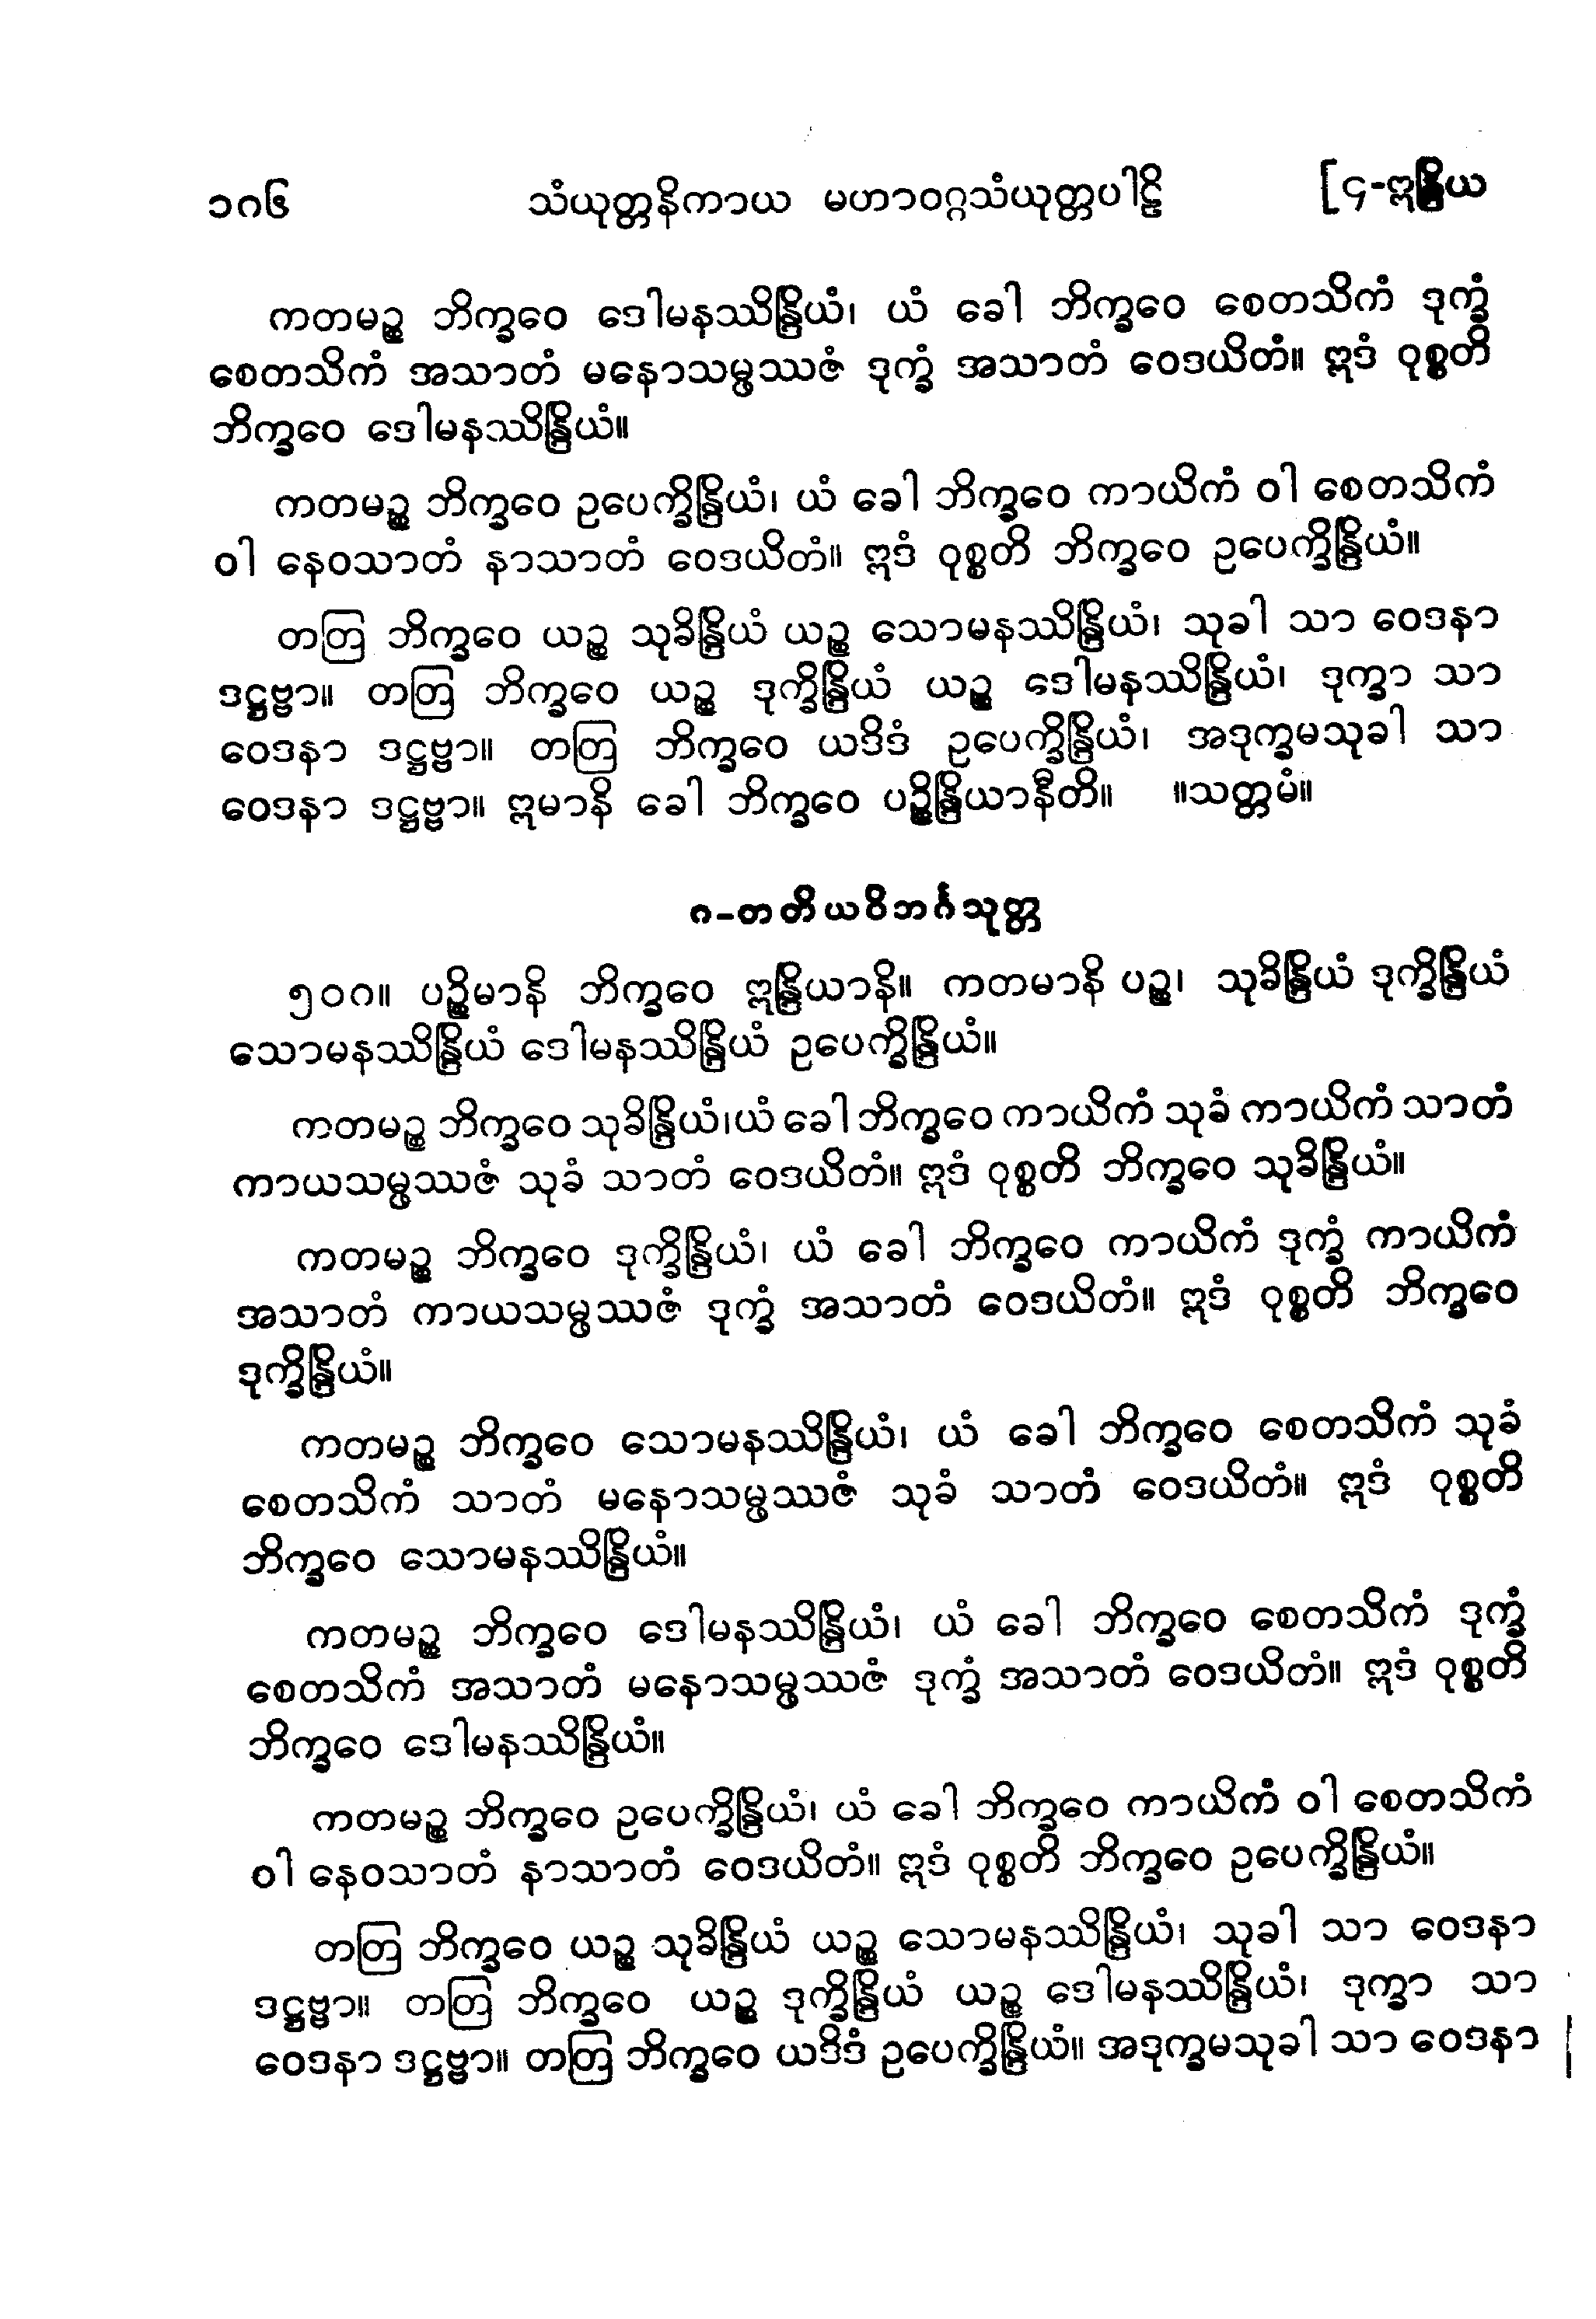 ၁၈၆ သံယုတ္တနိကာယ မဟာဝဂ္ဂသံယုတ္တပါဠိ [၄-ဣန္ဒြိယ
ကတမဉ္စ ဘိက္ခဝေ ဒေါမနဿိန္ဒြိယံ၊ ယံ ခေါ ဘိက္ခဝေ စေတသိကံ ဒုက္ခံ
စေတသိကံ အသာတံ မနောသမ္ဖဿဇံ ဒုက္ခံ အသာတံ ဝေဒယိတံ။ ဣဒံ ဝုစ္စတိ
ဘိက္ခဝေ ဒေါမနဿိန္ဒြိယံ။
ကတမဉ္စ ဘိက္ခဝေ ဥပေက္ခိန္ဒြိယံ၊ ယံ ခေါ ဘိက္ခဝေ ကာယိကံ ဝါ စေတသိကံ
ဝါ နေဝသာတံ နာသာတံ ဝေဒယိတံ။ ဣဒံ ဝုစ္စတိ ဘိက္ခဝေ ဥပေက္ခိန္ဒြိယံ။
တတြ ဘိက္ခဝေ ယဉ္စ သုခိန္ဒြိယံ ယဉ္စ သောမနဿိန္ဒြိယံ၊ သုခါ သာ ဝေဒနာ
ဒဋ္ဌဗ္ဗာ။ တတြ ဘိက္ခဝေ ယဉ္စ ဒုက္ခိန္ဒြိယံ ယဉ္စ ဒေါမနဿိန္ဒြိယံ၊ ဒုက္ခာ သာ
ဝေဒနာ ဒဋ္ဌဗ္ဗာ။ တတြ ဘိက္ခဝေ ယဒိဒံ ဥပေက္ခိန္ဒြိယံ၊ အဒုက္ခမသုခါ သာ
ဝေဒနာ ဒဋ္ဌဗ္ဗာ။ ဣမာနိ ခေါ ဘိက္ခဝေ ပဉ္စိန္ဒြိယာနီတိ။ ။သတ္တမံ။
၈-တတိယဝိဘင်္ဂသုတ္တ
၅၀၈။ ပဉ္စိမာနိ ဘိက္ခဝေ ဣန္ဒြိယာနိ။ ကတမာနိ ပဉ္စ၊ သုခိန္ဒြိယံ ဒုက္ခိန္ဒြိယံ
သောမနဿိန္ဒြိယံ ဒေါမနဿိန္ဒြိယံ ဥပေက္ခိန္ဒြိယံ။
ကတမဉ္စ ဘိက္ခဝေ သုခိန္ဒြိယံ၊ယံ ခေါ ဘိက္ခဝေ ကာယိကံ သုခံ ကာယိကံ သာတံ
ကာယသမ္ဖဿဇံ သုခံ သာတံ ဝေဒယိတံ။ ဣဒံ ဝုစ္စတိ ဘိက္ခဝေ သုခိန္ဒြိယံ။
ကတမဉ္စ ဘိက္ခဝေ ဒုက္ခိန္ဒြိယံ၊ ယံ ခေါ ဘိက္ခဝေ ကာယိကံ ဒုက္ခံ ကာယိကံ
အသာတံ ကာယသမ္ဖဿဇံ ဒုက္ခံ အသာတံ ဝေဒယိတံ။ ဣဒံ ဝုစ္စတိ ဘိက္ခဝေ
ဒုက္ခိန္ဒြိယံ။
ကတမဉ္စ ဘိက္ခဝေ သောမနဿိန္ဒြိယံ၊ ယံ ခေါ ဘိက္ခဝေ စေတသိကံ သုခံ
စေတသိကံ သာတံ မနောသမ္ဖဿဇံ သုခံ သာတံ ဝေဒယိတံ။ ဣဒံ ဝုစ္စတိ
ဘိက္ခဝေ သောမနဿိန္ဒြိယံ။
ကတမဉ္စ ဘိက္ခဝေ ဒေါမနဿိန္ဒြိယံ၊ ယံ ခေါ ဘိက္ခဝေ စေတသိကံ ဒုက္ခံ
စေတသိကံ အသာတံ မနောသမ္ဖဿဇံ ဒုက္ခံ အသာတံ ဝေဒယိတံ။ ဣဒံ ဝုစ္စတိ
ဘိက္ခဝေ ဒေါမနဿိန္ဒြိယံ။
ကတမဉ္စ ဘိက္ခဝေ ဥပေက္ခိန္ဒြိယံ၊ ယံ ခေါ ဘိက္ခဝေ ကာယိကံ ဝါ စေတသိကံ
ဝါ နေဝသာတံ နာသာတံ ဝေဒယိတံ။ ဣဒံ ဝုစ္စတိ ဘိက္ခဝေ ဥပေက္ခိန္ဒြိယံ။
တတြ ဘိက္ခဝေ ယဉ္စ သုခိန္ဒြိယံ ယဉ္စ သောမနဿိန္ဒြိယံ၊ သုခါ သာ ဝေဒနာ
ဒဋ္ဌဗ္ဗာ။ တတြ ဘိက္ခဝေ ယဉ္စ ဒုက္ခိန္ဒြိယံ ယဉ္စ ဒေါမနဿိန္ဒြိယံ၊ ဒုက္ခာ သာ
ဝေဒနာ ဒဋ္ဌဗ္ဗာ။ တတြ ဘိက္ခဝေ ယဒိဒံ ဥပေက္ခိန္ဒြိယံ။ အဒုက္ခမသုခါ သာ ဝေဒနာ